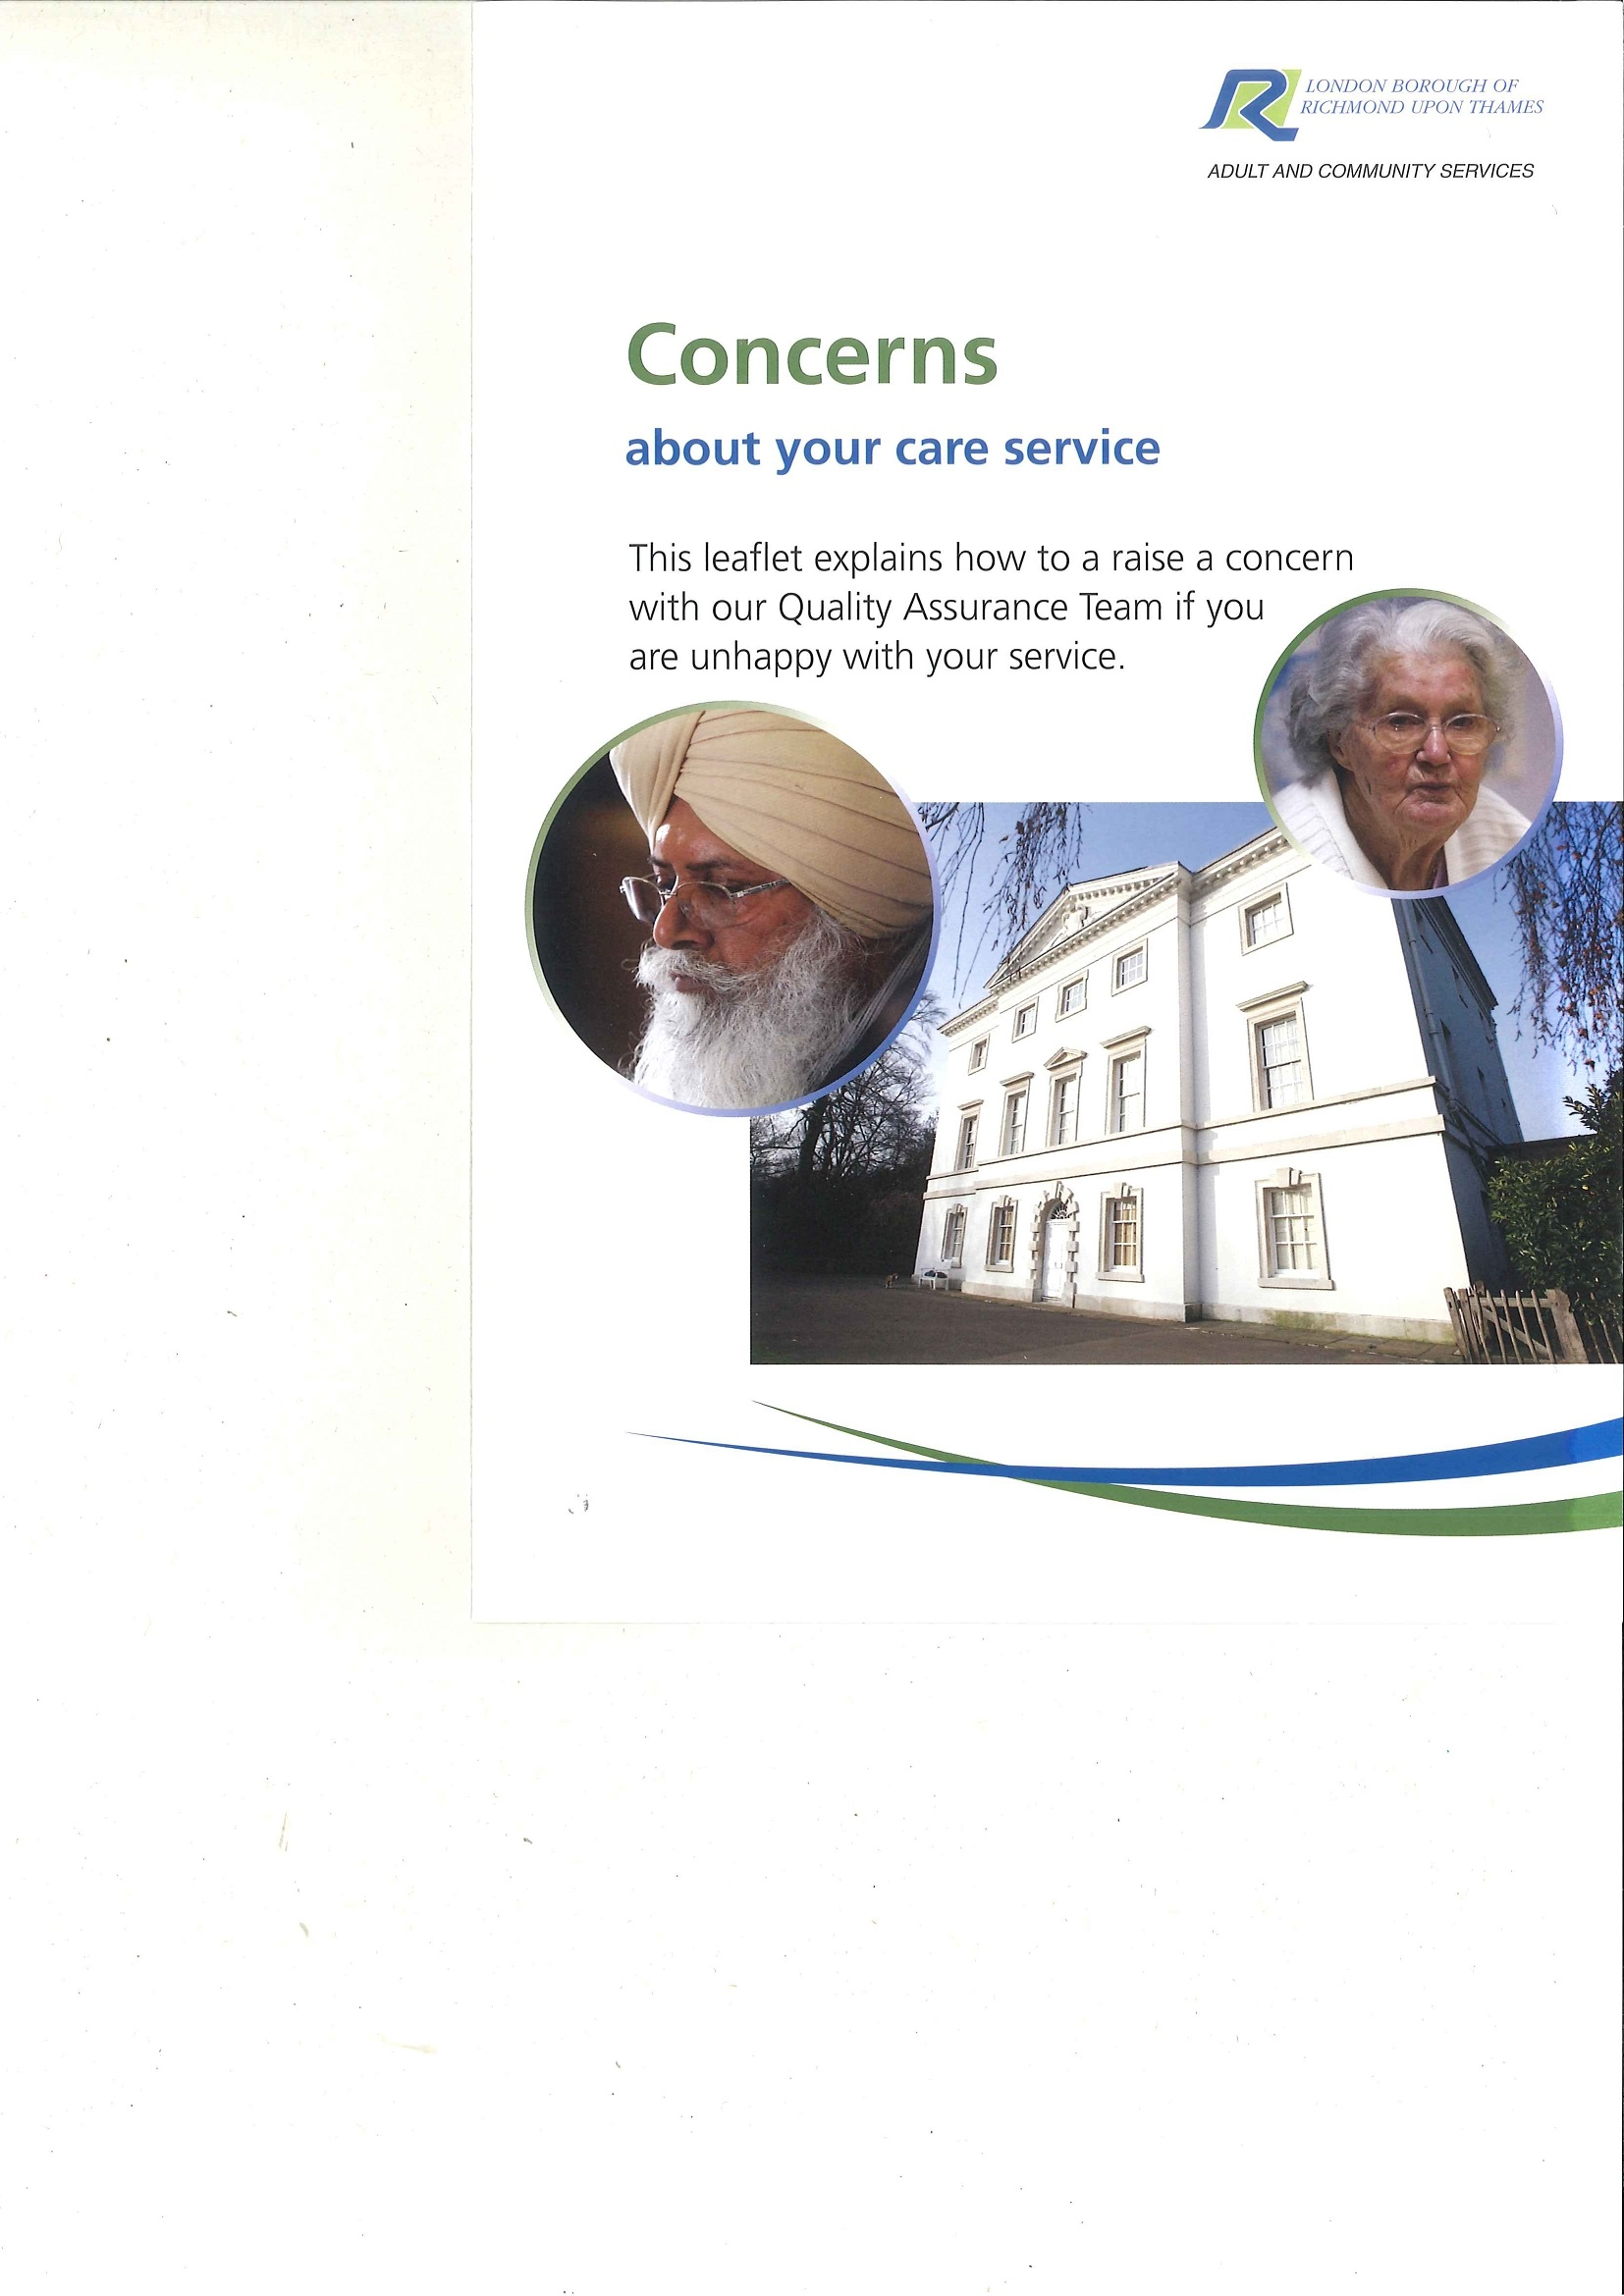 LONDON BOROUGH OF
RICHMOND UPON THAMES
ADULT AND COMMUNITY SERVICES
Concerns
about your care service
This leaflet explains how to a raise a concern
with our Quality Assurance Team if you
are unhappy with your service.